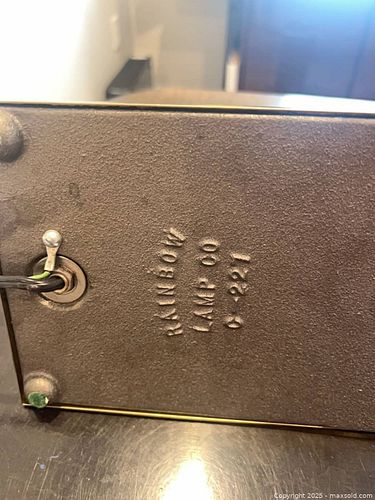 RAINBOW
LAMP CO
C-221
Copyright 2025 - maxsold.com